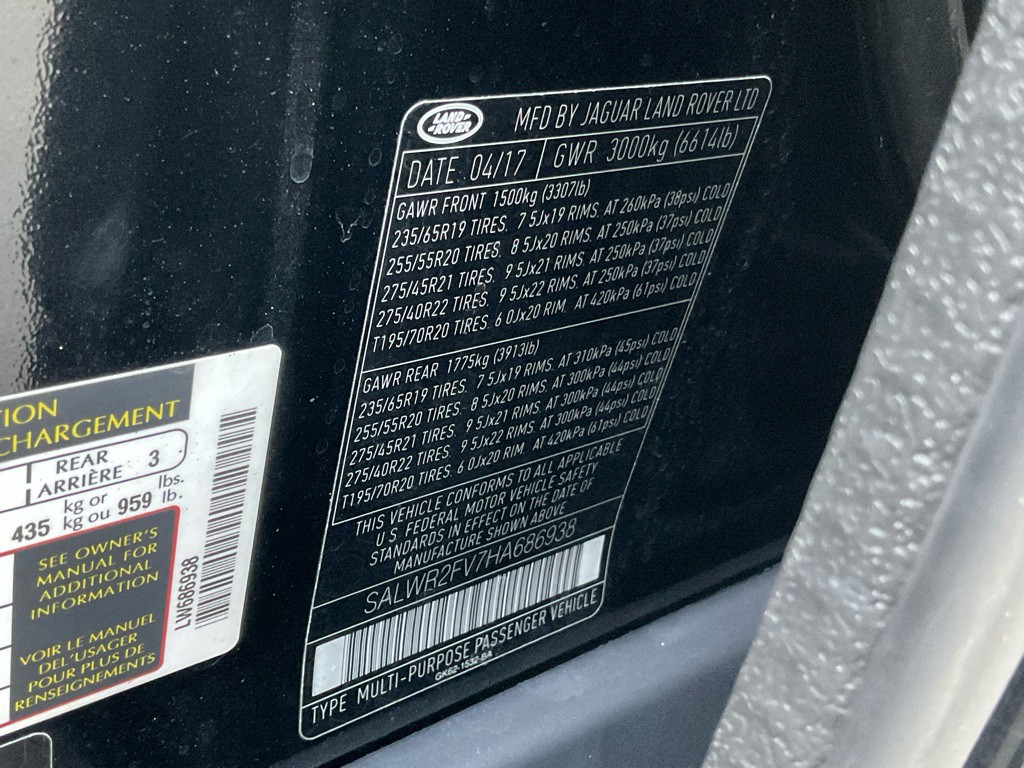 LAND-
-ROVER
MFD BY JAGUAR LAND ROVER LTD
DATE 04/17 GWR 3000kg (6614lb)
GAWR FRONT 1500kg (3307lb)
235/65R19 TIRES. 7 5Jx19 RIMS. AT 260kPa (38psi) COLD
255/55R20 TIRES. 8 5Jx20 RIMS. AT 250kPa (37psi) COLD
275/45R21 TIRES. 9 5Jx21 RIMS. AT 250kPa (37psi) COLD
275/40R22 TIRES. 9 5Jx22 RIMS. AT 250kPa (37psi) COLD
T195/70R20 TIRES. 6 0Jx20 RIM. AT 420kPa (61psi) COLD
GAWR REAR 1775kg (3913lb)
235/65R19 TIRES. 7 5Jx19 RIMS. AT 310kPa (45psi) COLD
255/55R20 TIRES. 8 5Jx20 RIMS. AT 300kPa (44psi) COLD
275/45R21 TIRES. 9 5Jx21 RIMS. AT 300kPa (44psi) COLD
275/40R22 TIRES. 9 5Jx22 RIMS. AT 300kPa (44psi) COLD
T195/70R20 TIRES. 6 0Jx20 RIM. AT 420kPa (61psi) COLD
THIS VEHICLE CONFORMS TO ALL APPLICABLE
U S FEDERAL MOTOR VEHICLE SAFETY
STANDARDS IN EFFECT ON THE DATE OF
MANUFACTURE SHOWN ABOVE
SALWR2FV7HA686938
TYPE MULTI-PURPOSE PASSENGER VEHICLE
GK62-1532-BA
TION
CHARGEMENT
REAR
ARRIÈRE 3
435 kg or
kg ou 959 lbs.
lb.
SEE OWNER'S
MANUAL FOR
ADDITIONAL
INFORMATION
VOIR LE MANUEL
DEL'USAGER
POUR PLUS DE
RENSEIGNEMENTS
LW686938